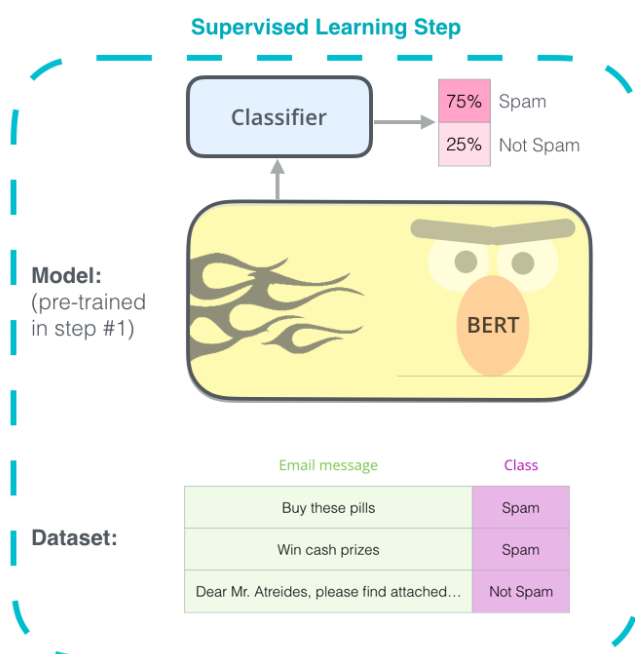 Supervised Learning Step
Classifier
75% Spam
25% Not Spam
Model:
(pre-trained
in step #1)
BERT
Email message Class
Dataset:
Buy these pills Spam
Win cash prizes Spam
Dear Mr. Atreides, please find attached... Not Spam